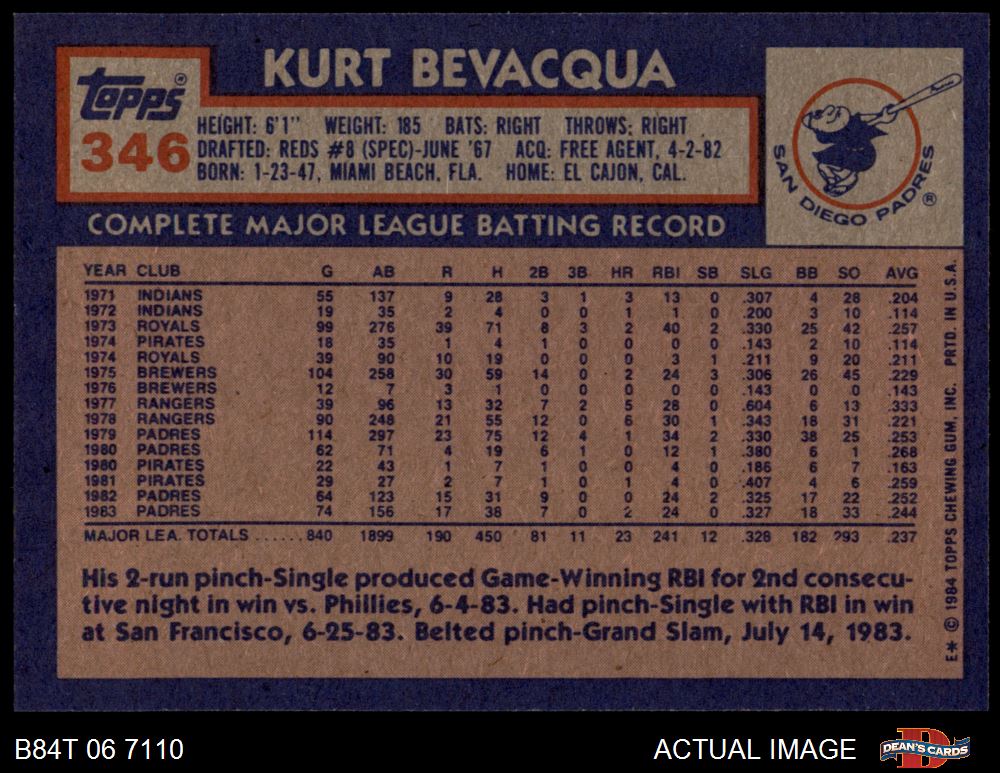 Topps®
346
KURT BEVACQUA
HEIGHT: 6'1" WEIGHT: 185 BATS: RIGHT THROWS: RIGHT
DRAFTED: REDS #8 (SPEC)-JUNE '67 ACQ: FREE AGENT, 4-2-82
BORN: 1-23-47, MIAMI BEACH, FLA. HOME: EL CAJON, CAL.
SAN DIEGO PADRES ®
COMPLETE MAJOR LEAGUE BATTING RECORD
YEAR CLUB G AB R H 2B 3B HR RBI SB SLG BB SO AVG
1971 INDIANS 55 137 9 28 3 1 3 13 0 .307 4 28 .204
1972 INDIANS 19 35 2 4 0 0 1 1 0 .200 3 10 .114
1973 ROYALS 99 276 39 71 8 3 2 40 2 .330 25 42 .257
1974 PIRATES 18 35 1 4 1 0 0 0 0 .143 2 10 .114
1974 ROYALS 39 90 10 19 0 0 0 3 1 .211 9 20 .211
1975 BREWERS 104 258 30 59 14 0 2 24 3 .306 26 45 .229
1976 BREWERS 12 7 3 1 0 0 0 0 0 .143 0 0 .143
1977 RANGERS 39 96 13 32 7 2 5 28 0 .604 6 13 .333
1978 RANGERS 90 248 21 55 12 0 6 30 1 .343 18 31 .221
1979 PADRES 114 297 23 75 12 4 1 34 2 .330 38 25 .253
1980 PADRES 62 71 4 19 6 1 0 12 1 .380 6 1 .268
1980 PIRATES 22 43 1 7 1 0 0 4 0 .186 6 7 .163
1981 PIRATES 29 27 2 7 1 0 1 4 0 .407 4 6 .259
1982 PADRES 64 123 15 31 9 0 0 24 2 .325 17 22 .252
1983 PADRES 74 156 17 38 7 0 2 24 0 .327 18 33 .244
MAJOR LEA. TOTALS ......840 1899 190 450 81 11 23 241 12 .328 182 293 .237
His 2-run pinch-Single produced Game-Winning RBI for 2nd consecu-
tive night in win vs. Phillies, 6-4-83. Had pinch-Single with RBI in win
at San Francisco, 6-25-83. Belted pinch-Grand Slam, July 14, 1983.
E* © 1984 TOPPS CHEWING GUM, INC. PRTD. IN U.S.A.
B84T 06 7110
ACTUAL IMAGE
DEAN'S CARDS